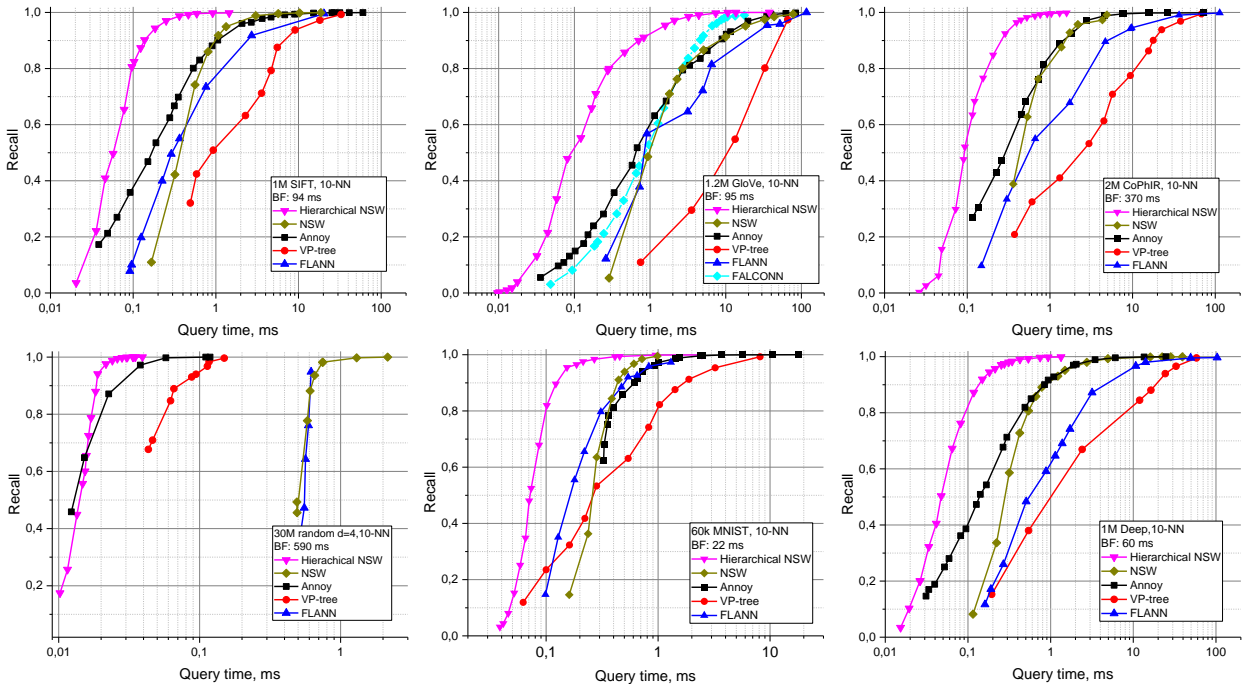 1,0
0,8
0,6
0,4
0,2
0,0
Recall
0,01
0,1
1
10
100
Query time, ms
1M SIFT, 10-NN
BF: 94 ms
Hierarchical NSW
NSW
Annoy
VP-tree
FLANN
1,0
0,8
0,6
0,4
0,2
0,0
Recall
0,01
0,1
1
10
100
Query time, ms
1.2M GloVe, 10-NN
BF: 95 ms
Hierarchical NSW
NSW
Annoy
VP-tree
FLANN
FALCONN
1,0
0,8
0,6
0,4
0,2
0,0
Recall
0,01
0,1
1
10
100
Query time, ms
2M CoPhIR, 10-NN
BF: 370 ms
Hierarchical NSW
NSW
Annoy
VP-tree
FLANN
1,0
0,8
0,6
0,4
0,2
Recall
0,01
0,1
1
Query time, ms
30M random d=4,10-NN
BF: 590 ms
Hierarchical NSW
NSW
Annoy
VP-tree
FLANN
1,0
0,8
0,6
0,4
0,2
0,0
Recall
0,1
1
10
Query time, ms
60k MNIST, 10-NN
BF: 22 ms
Hierarchical NSW
NSW
Annoy
VP-tree
FLANN
1,0
0,8
0,6
0,4
0,2
0,0
Recall
0,01
0,1
1
10
100
Query time, ms
1M Deep,10-NN
BF: 60 ms
Hierarchical NSW
NSW
Annoy
VP-tree
FLANN